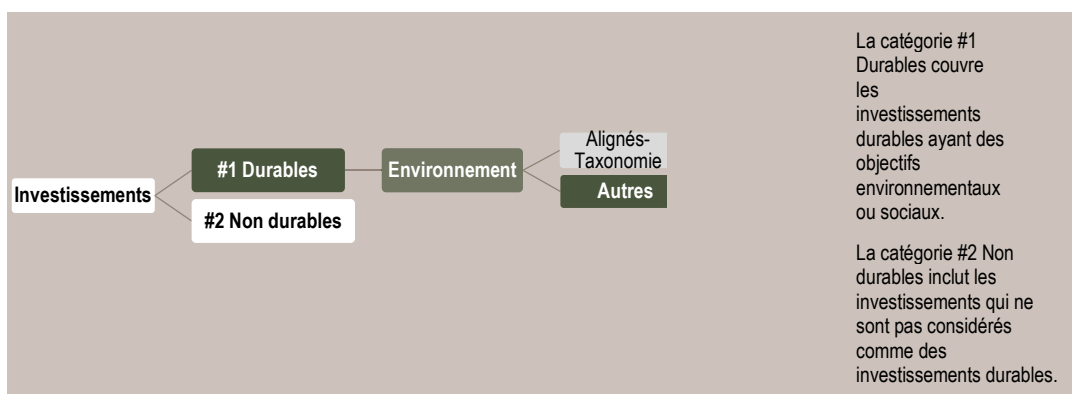 Investissements
#1 Durables
#2 Non durables
Environnement
Alignés-
Taxonomie
Autres
La catégorie #1
Durables couvre
les
investissements
durables ayant des
objectifs
environnementaux
ou sociaux.
La catégorie #2 Non
durables inclut les
investissements qui ne
sont pas considérés
comme des
investissements durables.